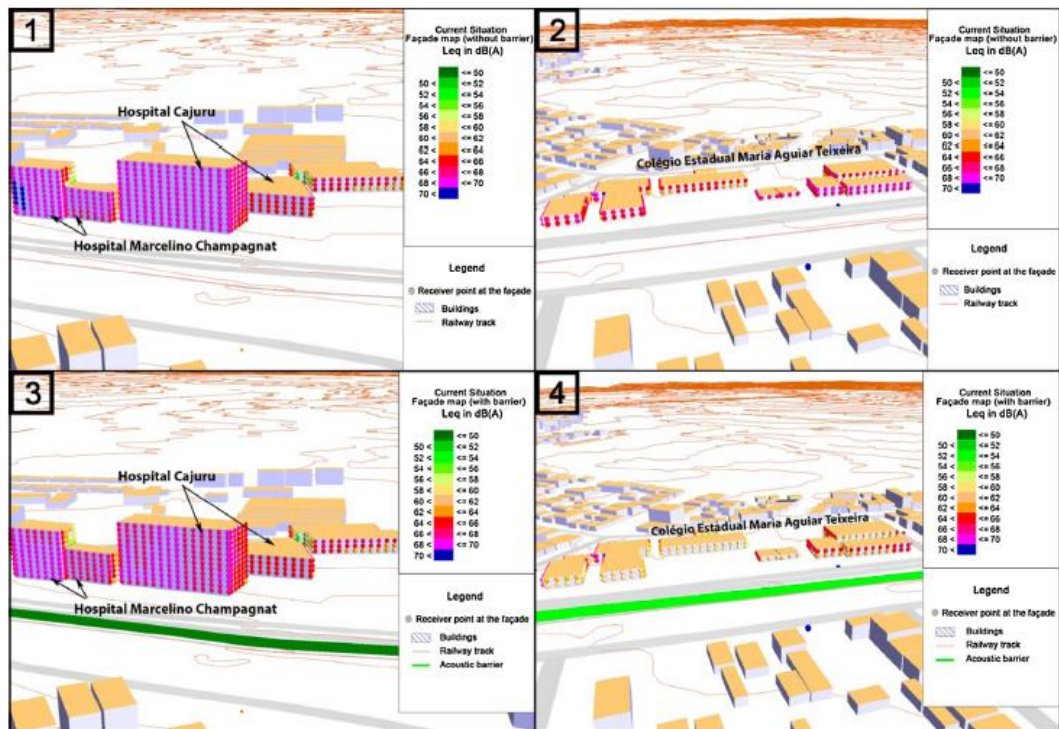 1
Current Situation
Façade map (without barrier)
Leq in dB(A)
<= 50
50 < <= 52
52 < <= 54
54 < <= 56
56 < <= 58
58 < <= 60
60 < <= 62
62 < <= 64
64 < <= 66
66 < <= 68
68 < <= 70
70 <
Hospital Cajuru
Hospital Marcelino Champagnat
Legend
Receiver point at the façade
Buildings
Railway track
2
Current Situation
Façade map (without barrier)
Leq in dB(A)
<= 50
50 < <= 52
52 < <= 54
54 < <= 56
56 < <= 58
58 < <= 60
60 < <= 62
62 < <= 64
64 < <= 66
66 < <= 68
68 < <= 70
70 <
Colégio Estadual Maria Aguiar Teixeira
Legend
Receiver point at the façade
Buildings
Railway track
3
Current Situation
Façade map (with barrier)
Leq in dB(A)
<= 50
50 < <= 52
52 < <= 54
54 < <= 56
56 < <= 58
58 < <= 60
60 < <= 62
62 < <= 64
64 < <= 66
66 < <= 68
68 < <= 70
70 <
Hospital Cajuru
Hospital Marcelino Champagnat
Legend
Receiver point at the façade
Buildings
Railway track
Acoustic barrier
4
Current Situation
Façade map (with barrier)
Leq in dB(A)
<= 50
50 < <= 52
52 < <= 54
54 < <= 56
56 < <= 58
58 < <= 60
60 < <= 62
62 < <= 64
64 < <= 66
66 < <= 68
68 < <= 70
70 <
Colégio Estadual Maria Aguiar Teixeira
Legend
Receiver point at the façade
Buildings
Railway track
Acoustic barrier